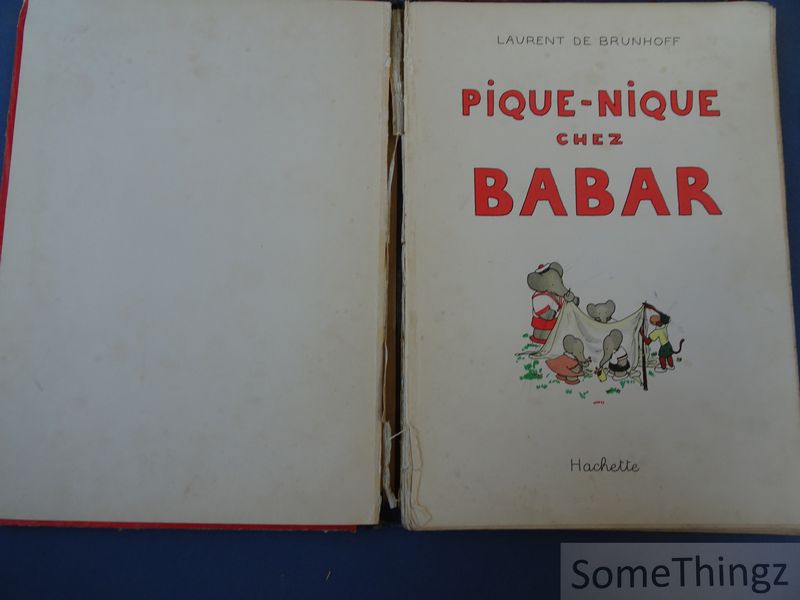 LAURENT DE BRUNHOFF
PiQUE-NiQUE
CHEZ
BABAR
Hachette
SomeThingz